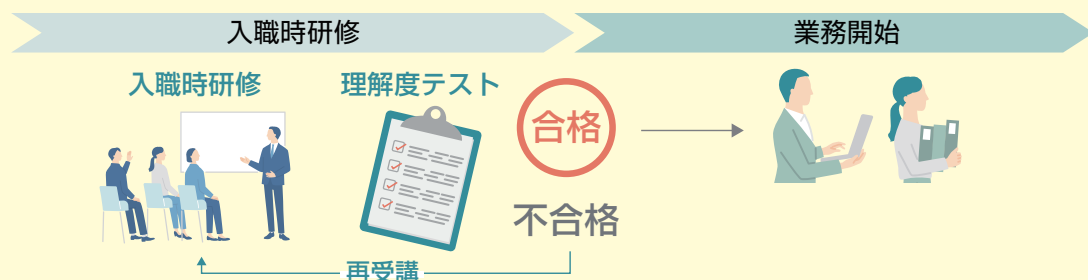 入職時研修
業務開始
入職時研修
理解度テスト
合格
不合格
再受講